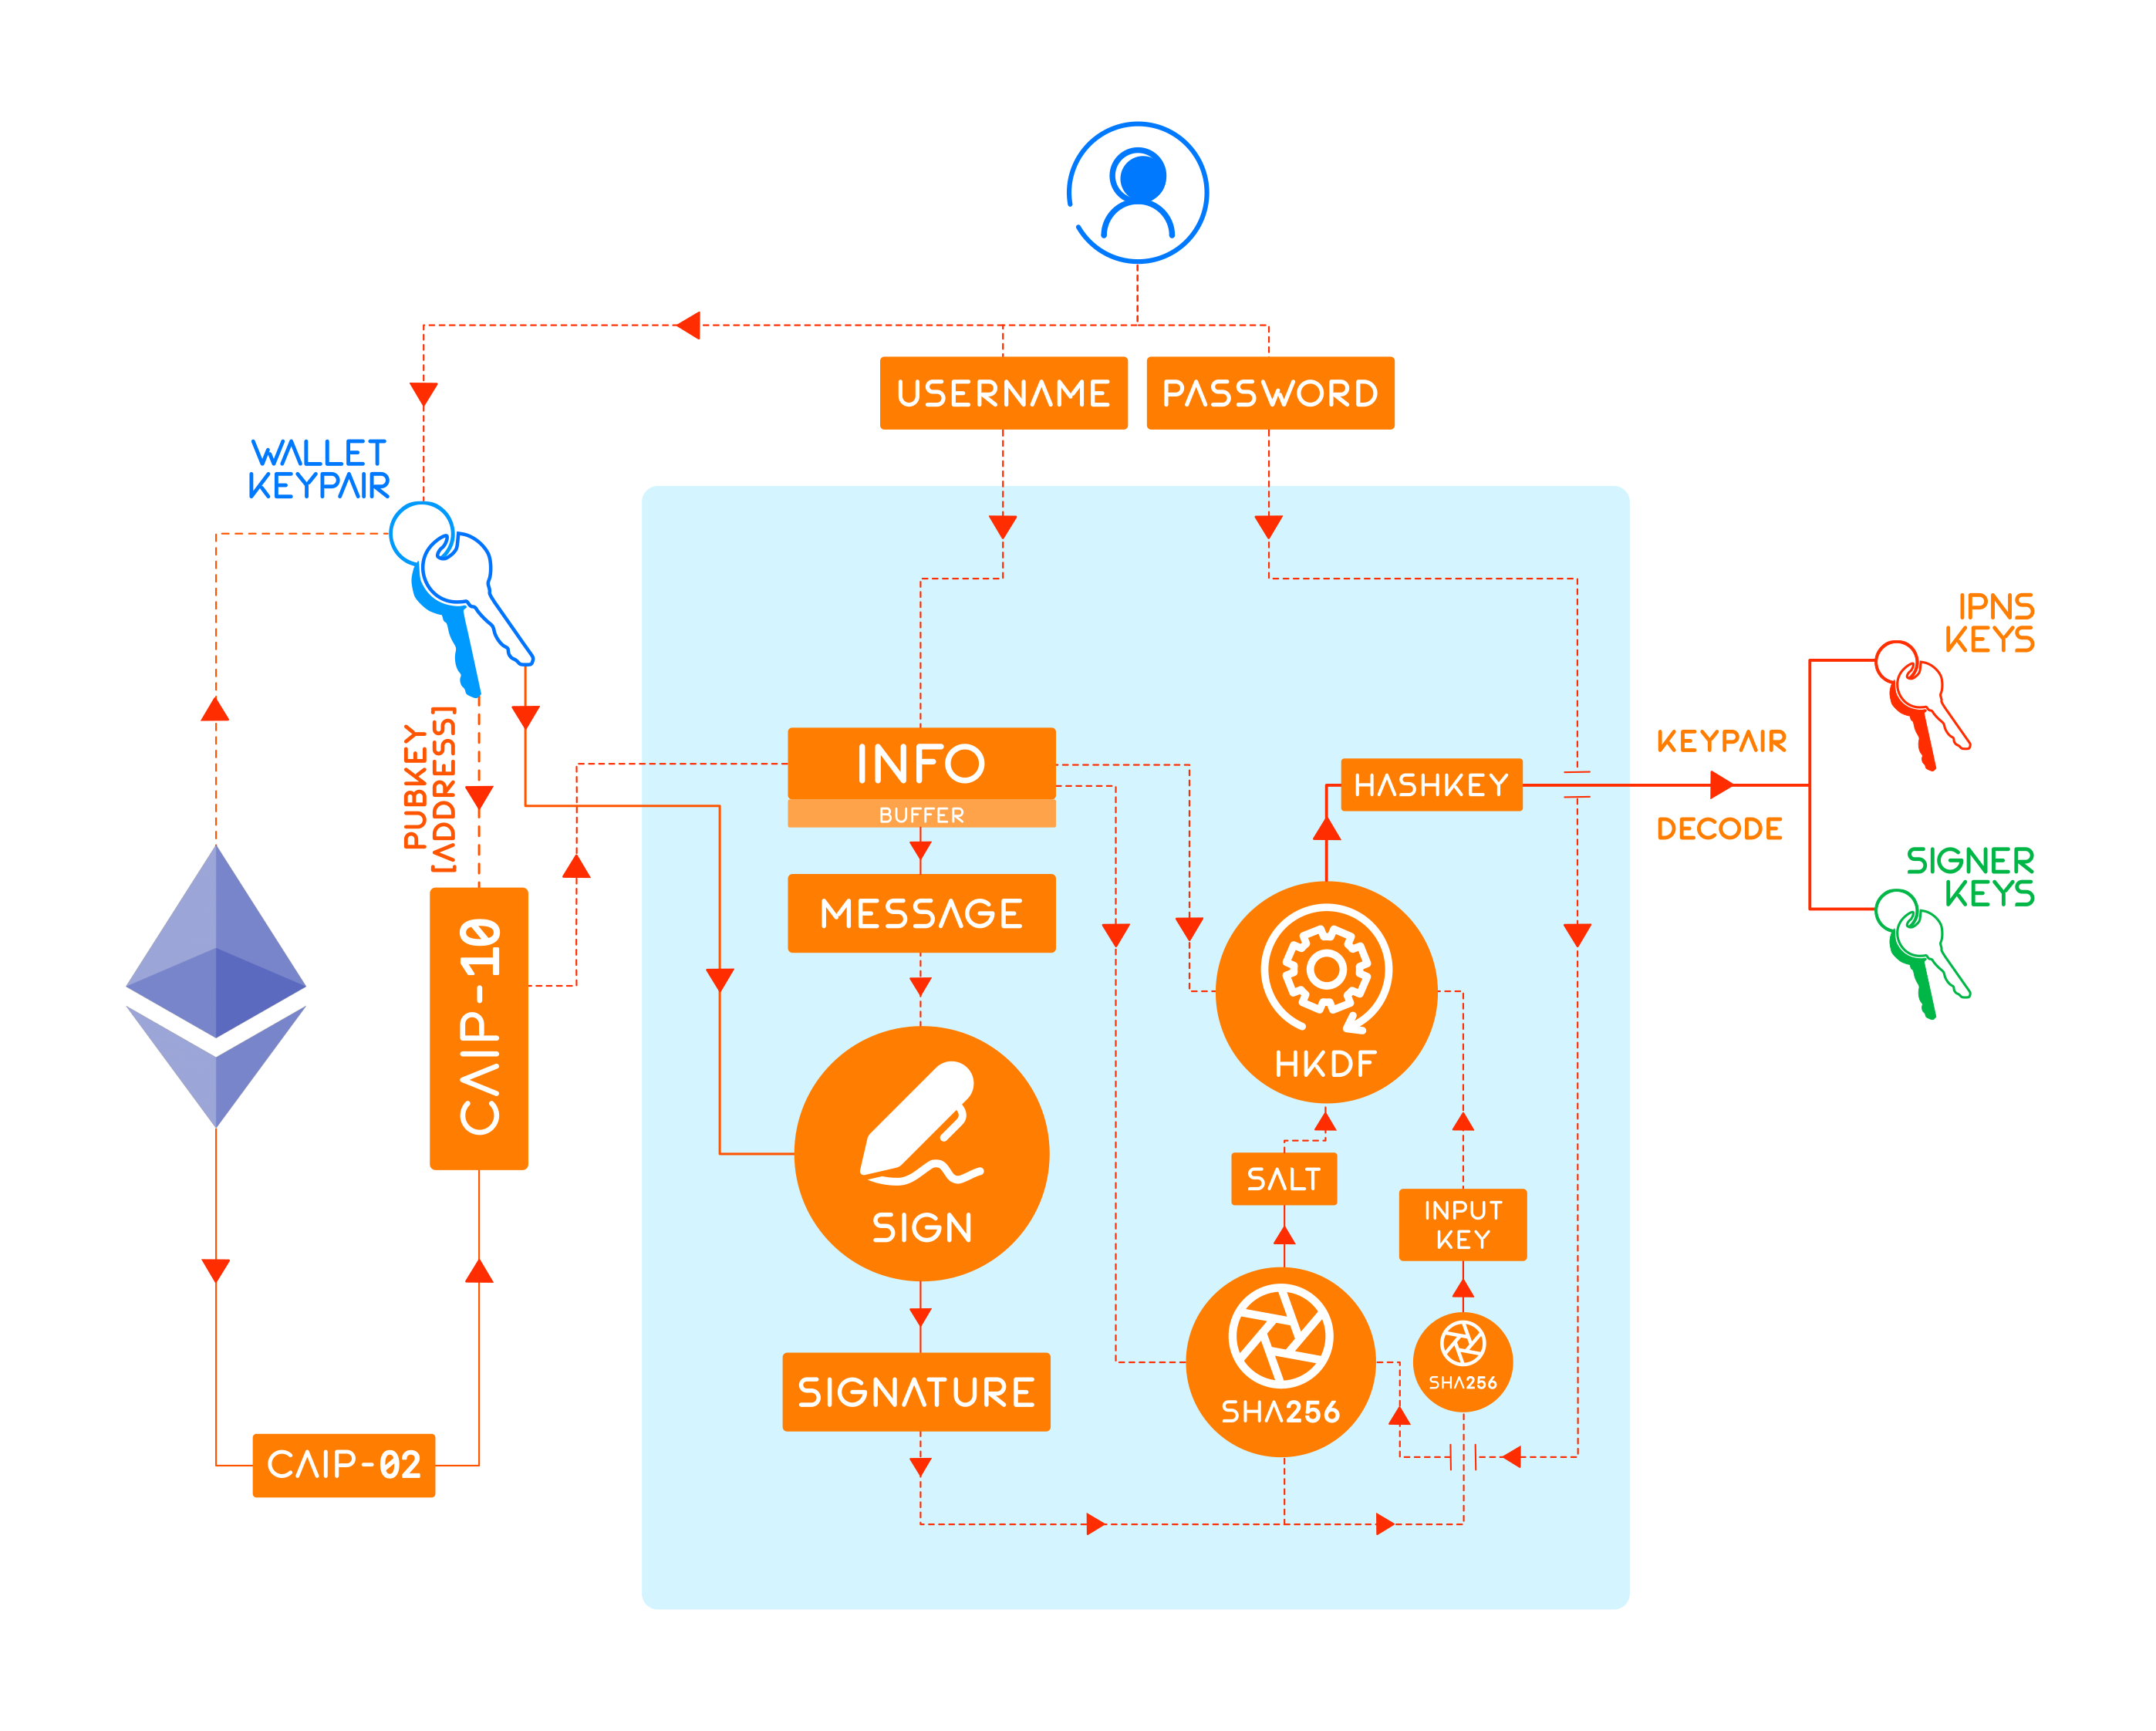 USERNAME
PASSWORD
WALLET
KEYPAIR
IPNS
KEYS
PUBKEY
[ADDRESS]
INFO
BUFFER
KEYPAIR
HASHKEY
DECODE
MESSAGE
SIGNER
KEYS
CAIP-10
HKDF
SALT
INPUT
KEY
SIGN
SHA256
SHA256
SIGNATURE
CAIP-02